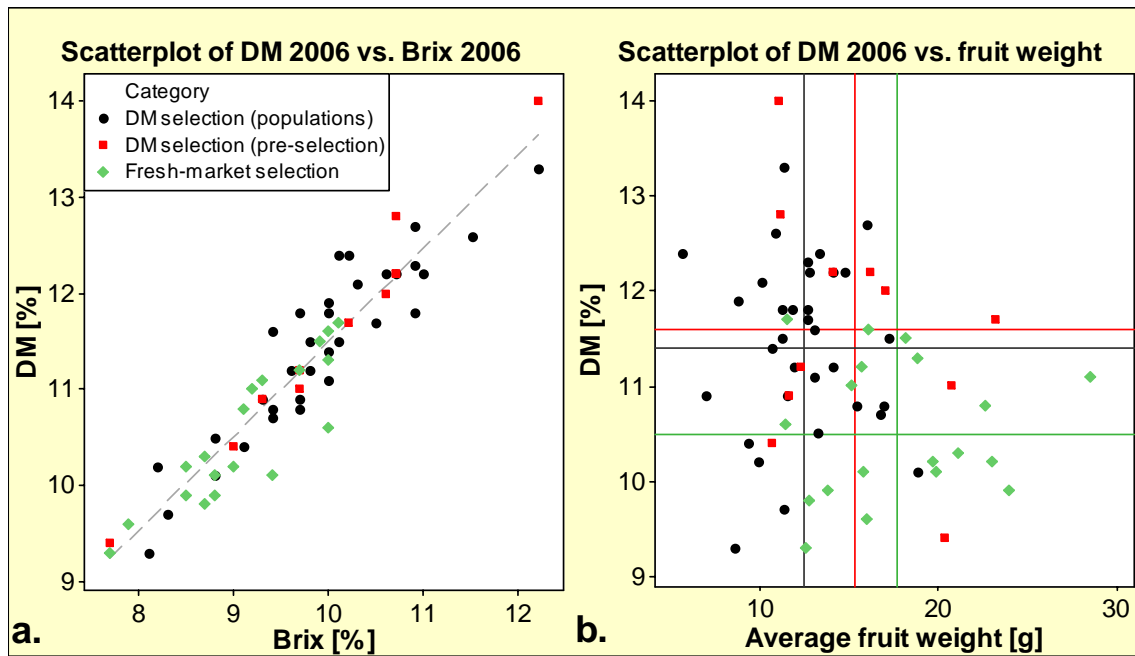 Scatterplot of DM 2006 vs. Brix 2006
Category
DM selection (populations)
DM selection (pre-selection)
Fresh-market selection
DM [%]
14
13
12
11
10
9
8
9
10
11
12
Brix [%]
a.
Scatterplot of DM 2006 vs. fruit weight
DM [%]
14
13
12
11
10
9
10
20
30
Average fruit weight [g]
b.